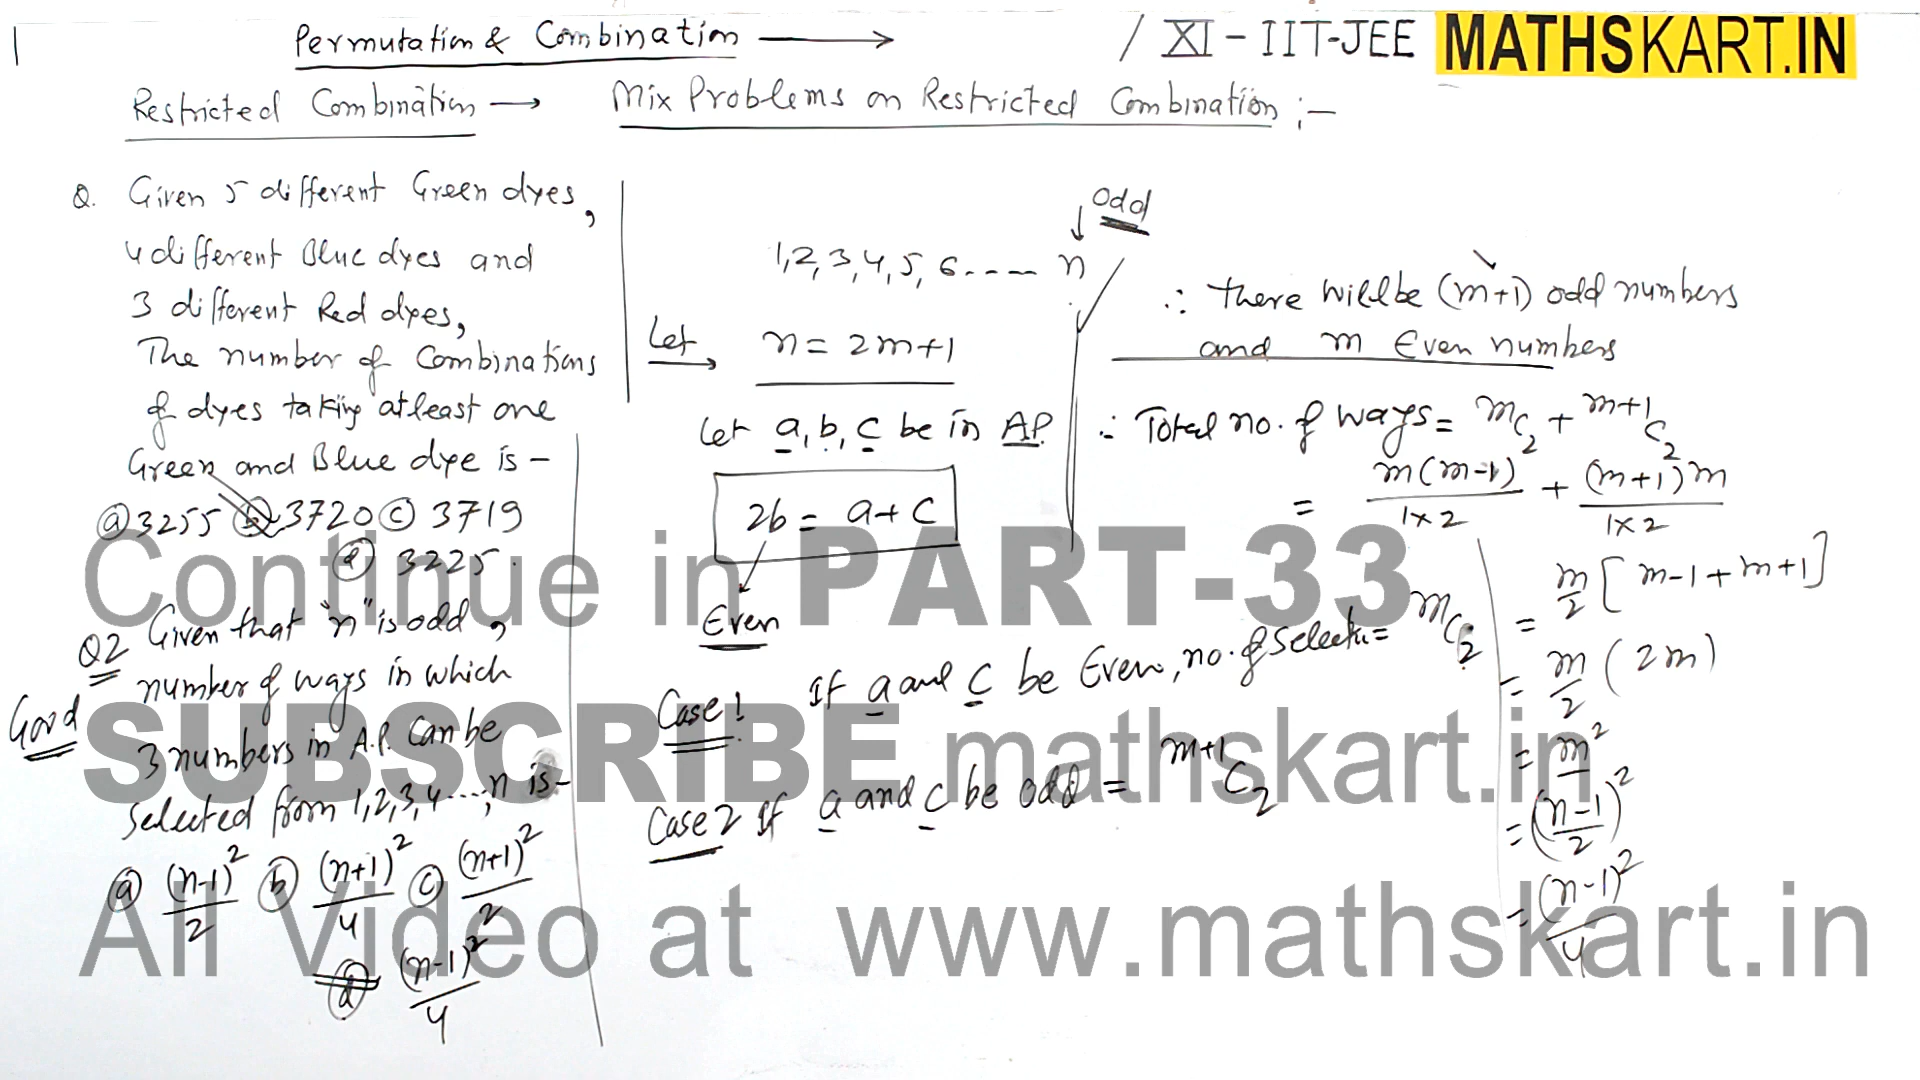 Permutation & Combination ⟶ / XI - IIT-JEE MATHSKART.IN
Restricted Combination → Mix Problems on Restricted Combination ;-
Q. Given 5 different Green dyes,
4 different Blue dyes and
3 different Red dyes,
The number of Combinations
of dyes taking atleast one
Green and Blue dye is -
(a) 3255 (b) 3720 (c) 3719
(d) 3225.
Q2 Given that "n" is odd,
number of ways in which
Good
3 numbers in A.P. Can be
selected from 1,2,3,4....,n is-
(a) (n-1)²/2 (b) (n+1)²/4 (c) (n+1)²/2
(d) (n-1)²/4
Odd
↓
1,2,3,4,5,6..... n
Let → n = 2m+1
Let a, b, c be in AP.
2b = a + c
Even
Case 1 If a and c be Even, no. of select. = mC₂
Case 2 If a and c be odd = m+1C₂
∴ there will be (m+1) odd numbers
and m Even numbers
∴ Total no. of ways = mC₂ + m+1C₂
= m(m-1)/1×2 + (m+1)m/1×2
= m/2 [m-1+m+1]
= m/2 (2m)
= m²
= (n-1/2)²
= (n-1)²/4
Continue in PART-33
SUBSCRIBE mathskart.in
All Video at www.mathskart.in